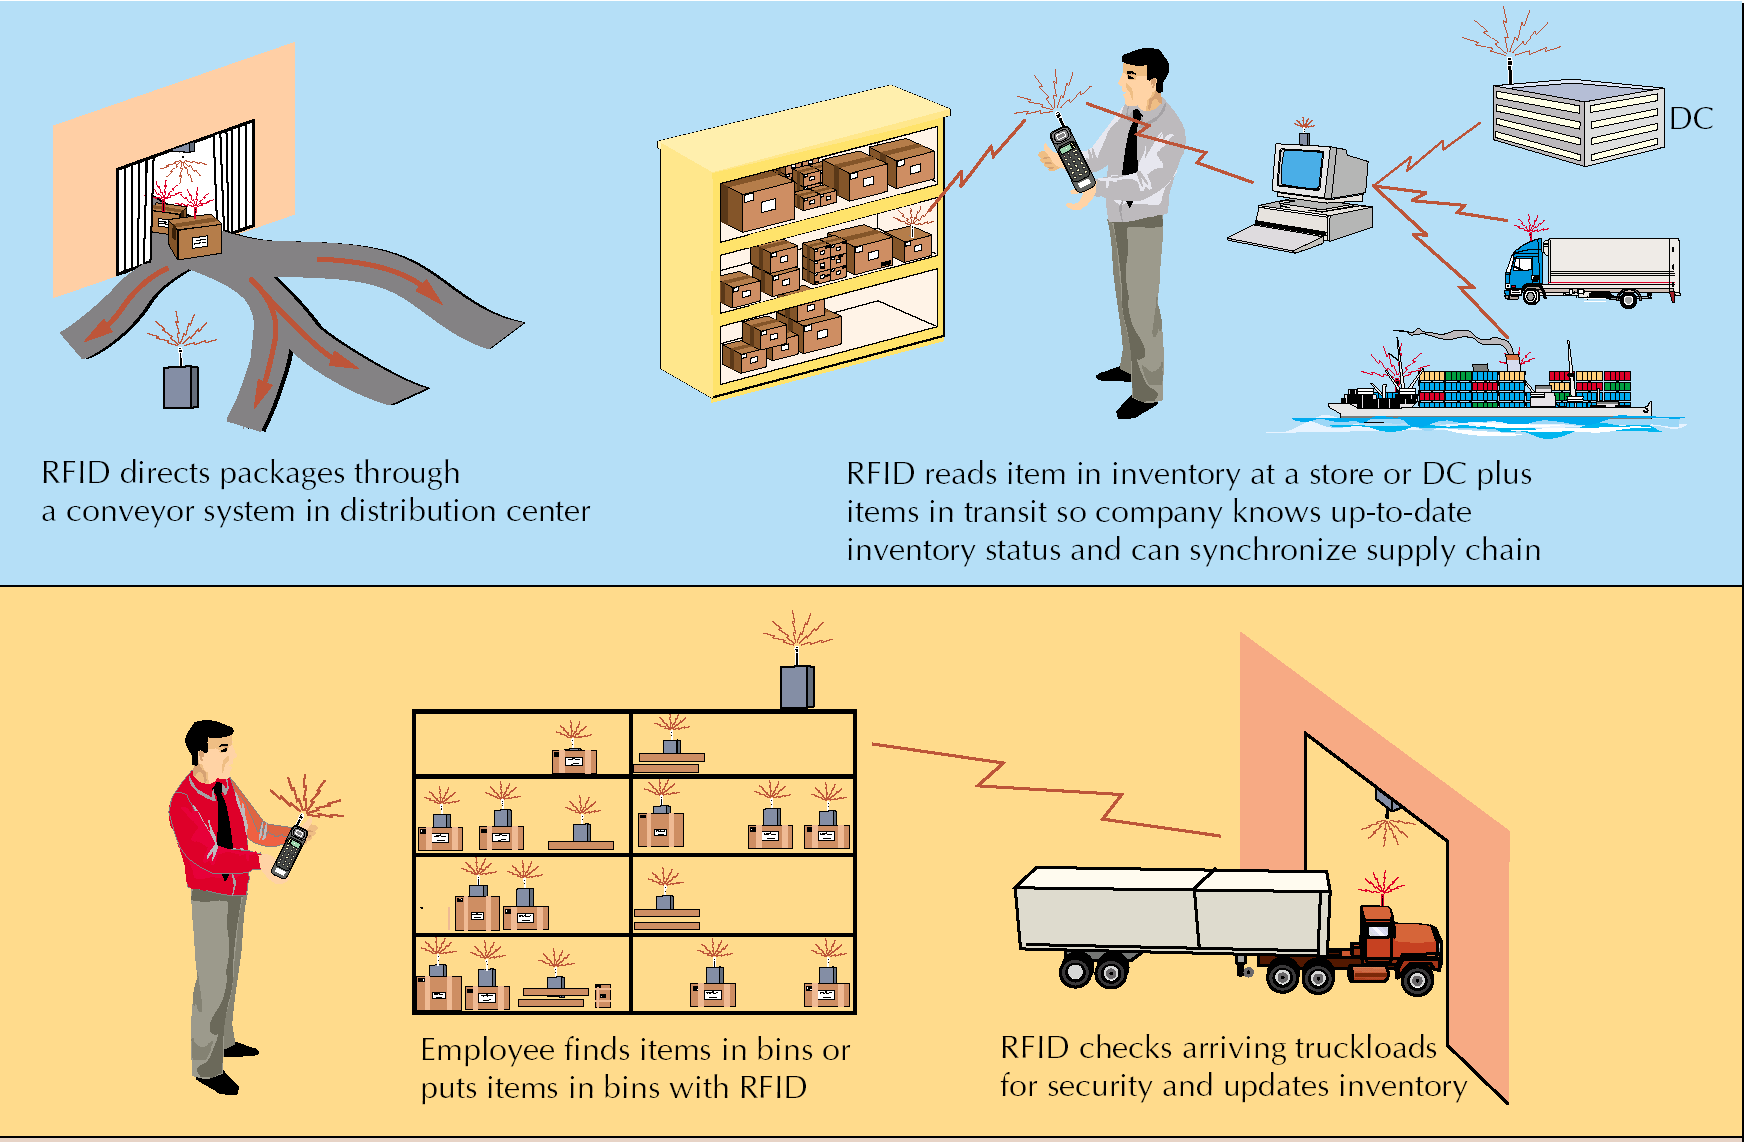 DC
RFID directs packages through
a conveyor system in distribution center
RFID reads item in inventory at a store or DC plus
items in transit so company knows up-to-date
inventory status and can synchronize supply chain
Employee finds items in bins or
puts items in bins with RFID
RFID checks arriving truckloads
for security and updates inventory